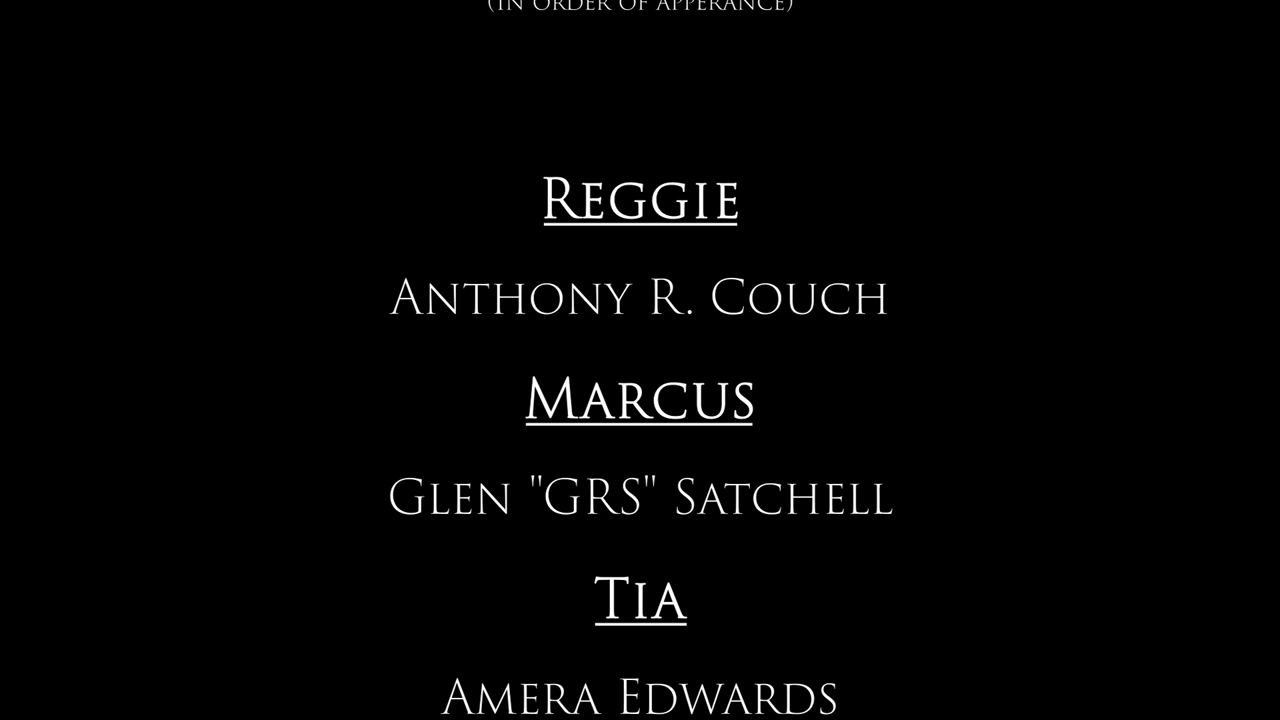 (In order of apperance)
Reggie
Anthony R. Couch
Marcus
Glen "GRS" Satchell
Tia
Amera Edwards